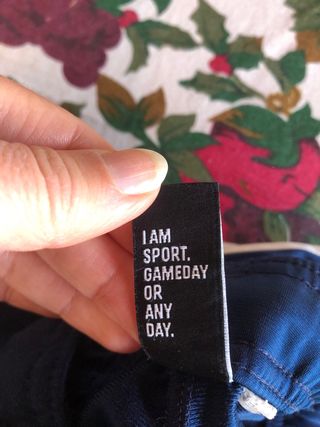 I AM
SPORT.
GAMEDAY
OR
ANY
DAY.